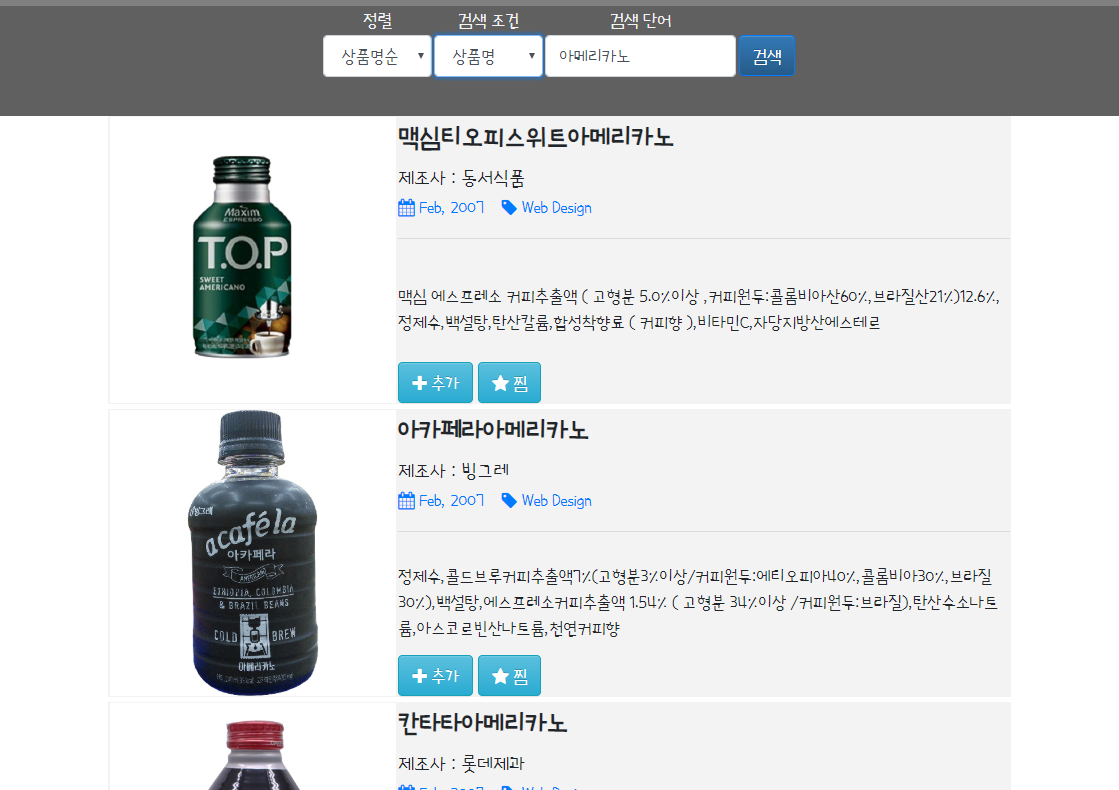 정렬 검색 조건 검색 단어
상품명순 상품명 아메리카노 검색
맥심티오피스위트아메리카노
제조사 : 동서식품
Feb, 2007 Web Design
맥심 에스프레소 커피추출액 ( 고형분 5.0%이상 ,커피원두:콜롬비아산60%,브라질산21%)12.6%,
정제수,백설탕,탄산칼륨,합성착향료 ( 커피향 ),비타민C,자당지방산에스테르
+ 추가 ★ 찜
Maxim
ESPRESSO
T.O.P
SWEET
AMERICANO
아카페라아메리카노
제조사 : 빙그레
Feb, 2007 Web Design
정제수,콜드브루커피추출액7%(고형분3%이상/커피원두:에티오피아40%,콜롬비아30%,브라질
30%),백설탕,에스프레소커피추출액 1.54% ( 고형분 34%이상 /커피원두:브라질),탄산수소나트
륨,아스코르빈산나트륨,천연커피향
+ 추가 ★ 찜
빙그레
acaféla
아카페라
AMERICANO
ETHIOPIA, COLOMBIA
& BRAZIL BEANS
COLD BREW
아메리카노
칸타타아메리카노
제조사 : 롯데제과